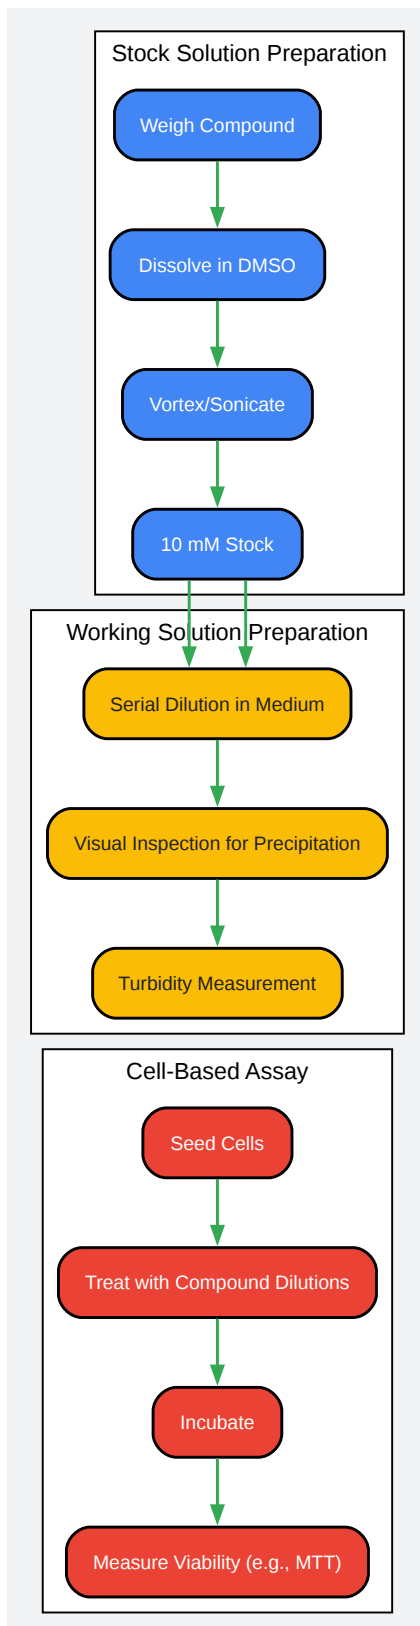 Stock Solution Preparation
Weigh Compound
Dissolve in DMSO
Vortex/Sonicate
10 mM Stock
Working Solution Preparation
Serial Dilution in Medium
Visual Inspection for Precipitation
Turbidity Measurement
Cell-Based Assay
Seed Cells
Treat with Compound Dilutions
Incubate
Measure Viability (e.g., MTT)